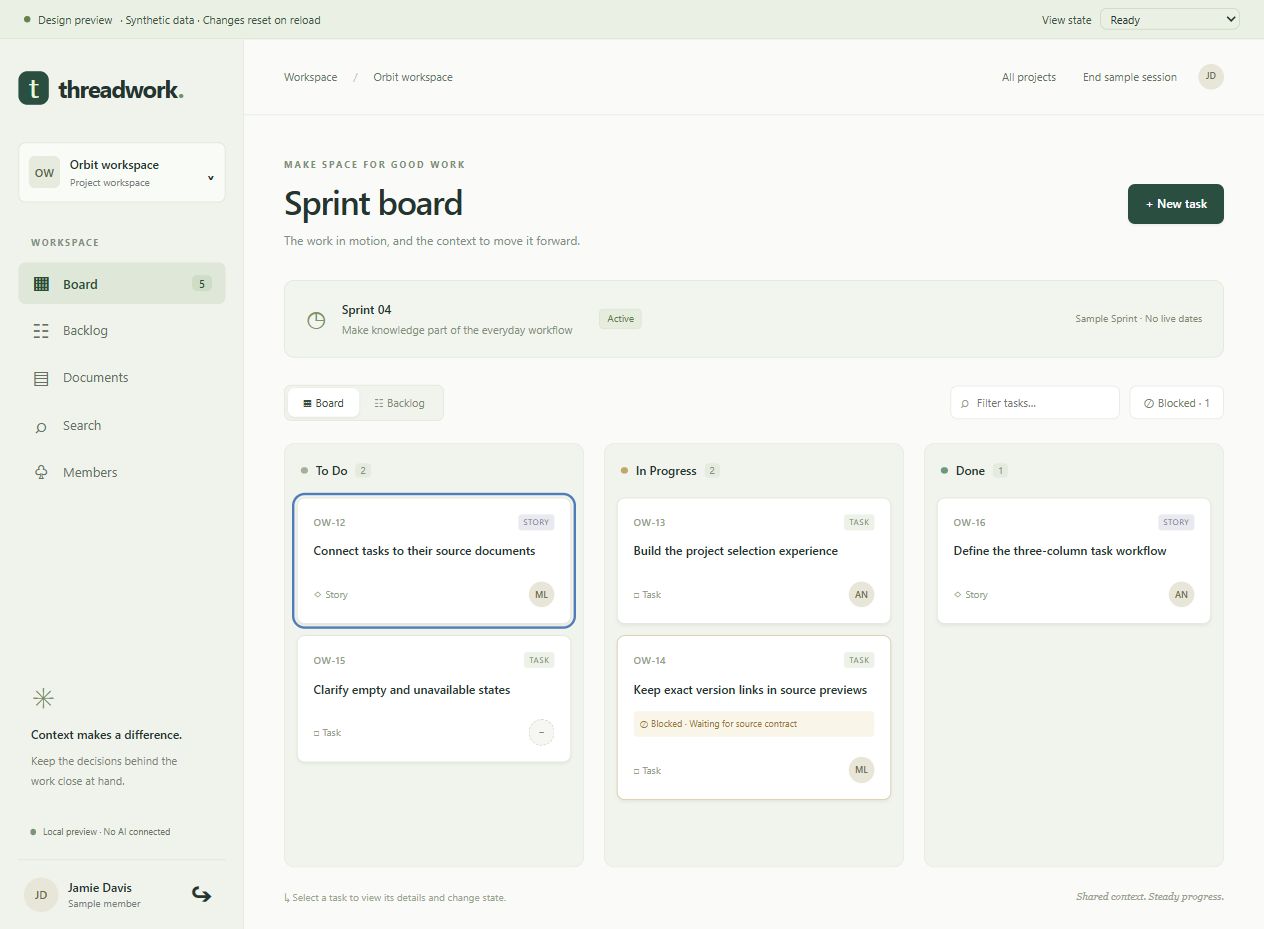 Design preview · Synthetic data · Changes reset on reload
View state Ready
t threadwork.
OW Orbit workspace
Project workspace
WORKSPACE
Board 5
Backlog
Documents
Search
Members
Context makes a difference.
Keep the decisions behind the
work close at hand.
Local preview · No AI connected
JD Jamie Davis
Sample member
Workspace / Orbit workspace
All projects End sample session JD
MAKE SPACE FOR GOOD WORK
Sprint board
+ New task
The work in motion, and the context to move it forward.
Sprint 04
Make knowledge part of the everyday workflow
Active
Sample Sprint · No live dates
Board Backlog
Filter tasks...
Blocked · 1
To Do 2
OW-12 STORY
Connect tasks to their source documents
Story ML
OW-15 TASK
Clarify empty and unavailable states
Task –
In Progress 2
OW-13 TASK
Build the project selection experience
Task AN
OW-14 TASK
Keep exact version links in source previews
Blocked · Waiting for source contract
Task ML
Done 1
OW-16 STORY
Define the three-column task workflow
Story AN
↳ Select a task to view its details and change state.
Shared context. Steady progress.